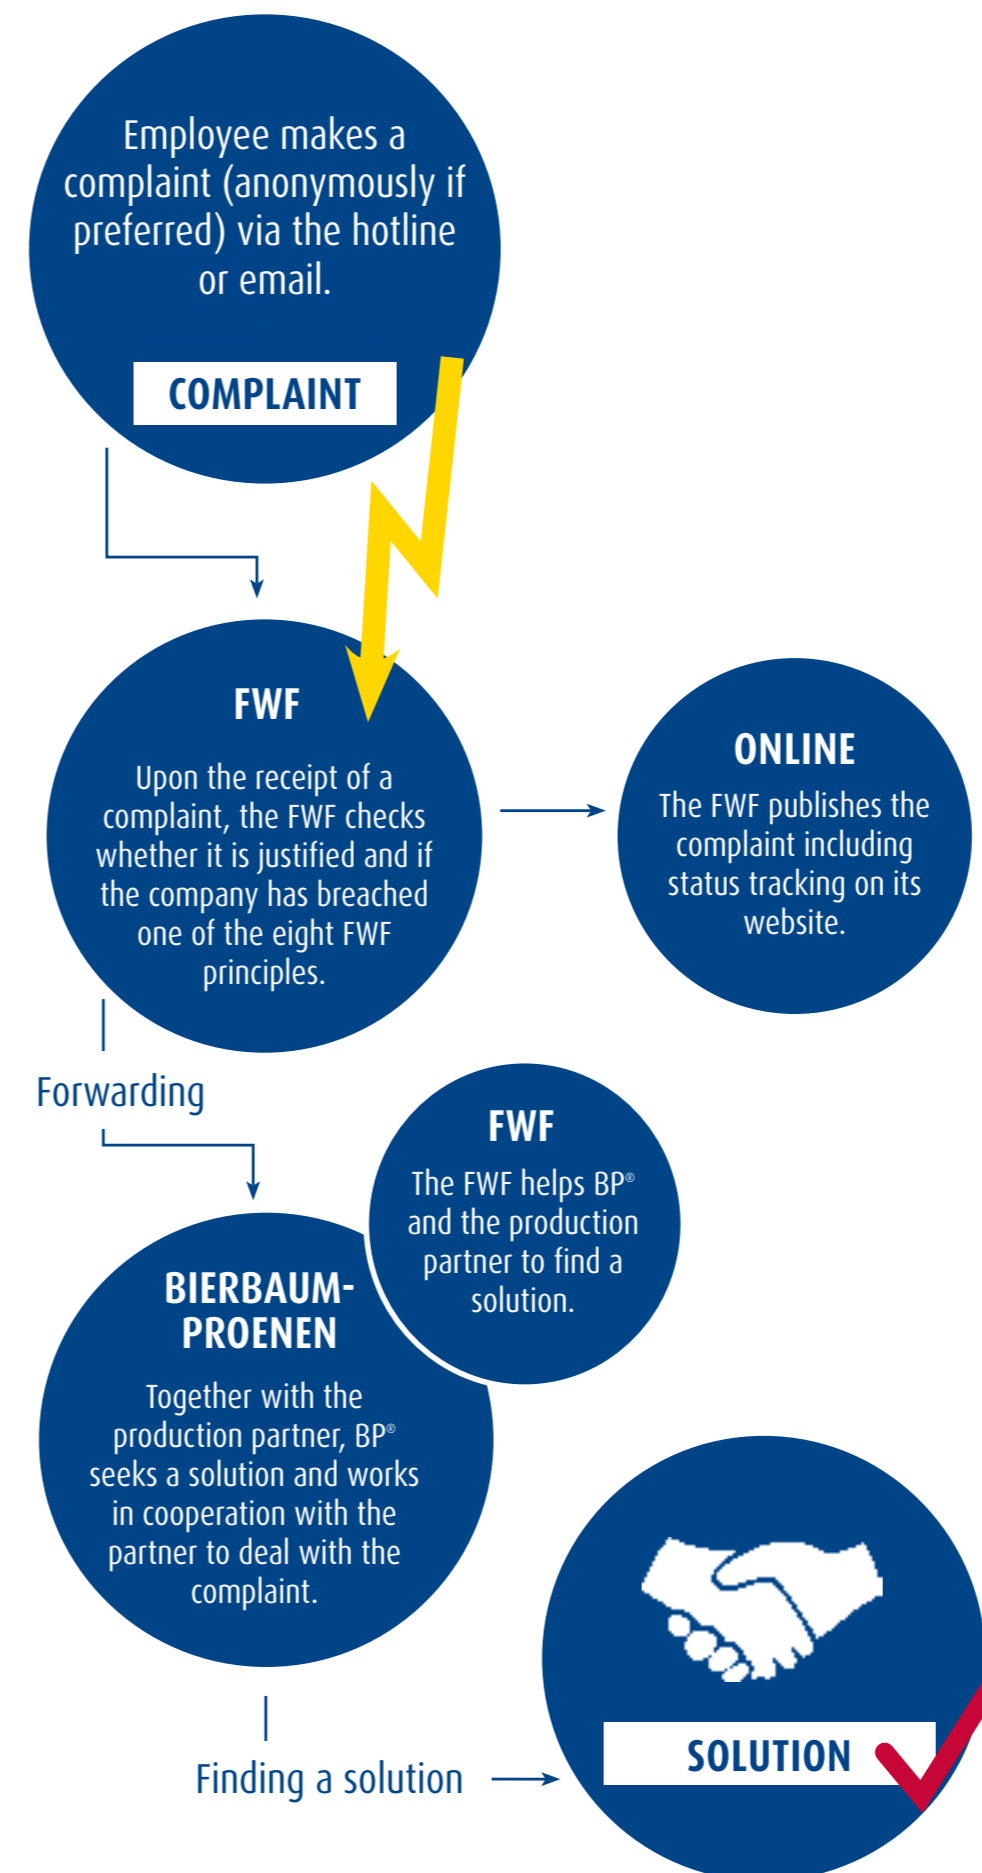 Employee makes a
complaint (anonymously if
preferred) via the hotline
or email.
COMPLAINT
FWF
Upon the receipt of a
complaint, the FWF checks
whether it is justified and if
the company has breached
one of the eight FWF
principles.
ONLINE
The FWF publishes the
complaint including
status tracking on its
website.
Forwarding
FWF
The FWF helps BP®
and the production
partner to find a
solution.
BIERBAUM-
PROENEN
Together with the
production partner, BP®
seeks a solution and works
in cooperation with the
partner to deal with the
complaint.
Finding a solution
SOLUTION